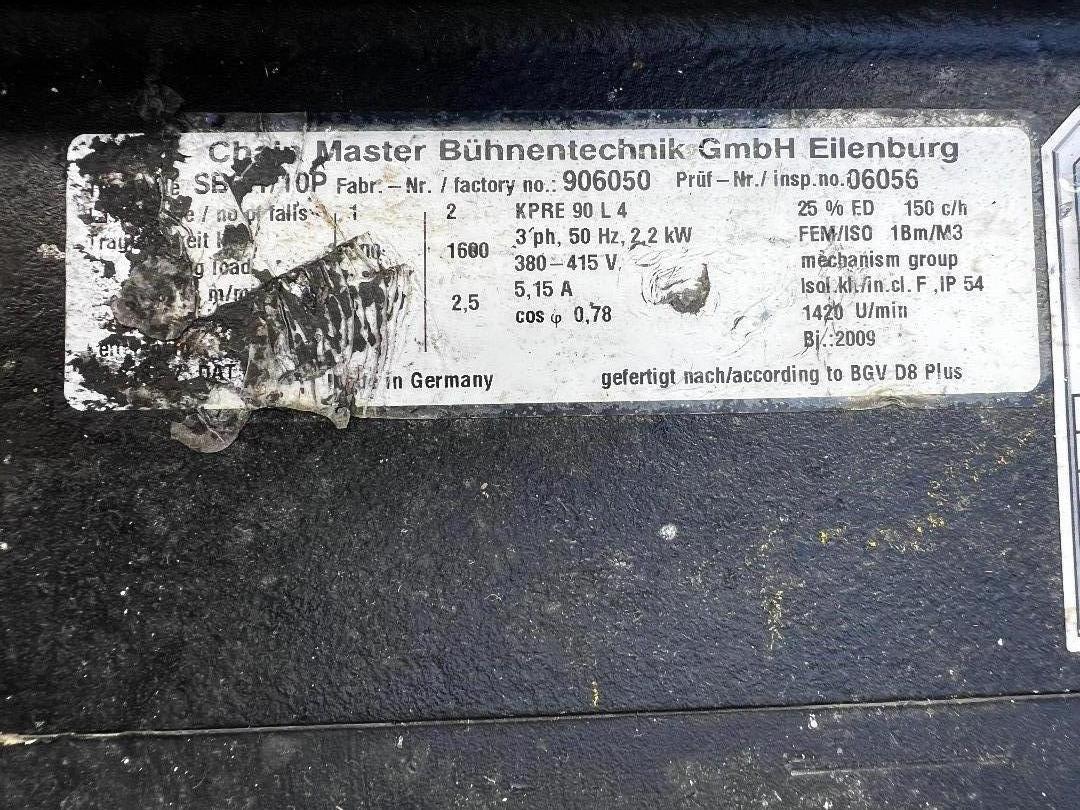 Chain Master Bühnentechnik GmbH Eilenburg
/10P Fabr.-Nr. / factory no.: 906050 Prüf-Nr./ insp.no.06056
/ no of falls 1 2 KPRE 90 L 4 25 % ED 150 c/h
1600 3 ph, 50 Hz, 2,2 kW FEM/ISO 1Bm/M3
load 380-415 V, mechanism group
2,5 5,15 A Isol.kl./in.cl. F ,IP 54
cos φ 0,78 1420 U/min
Bj.:2009
in Germany gefertigt nach/according to BGV D8 Plus